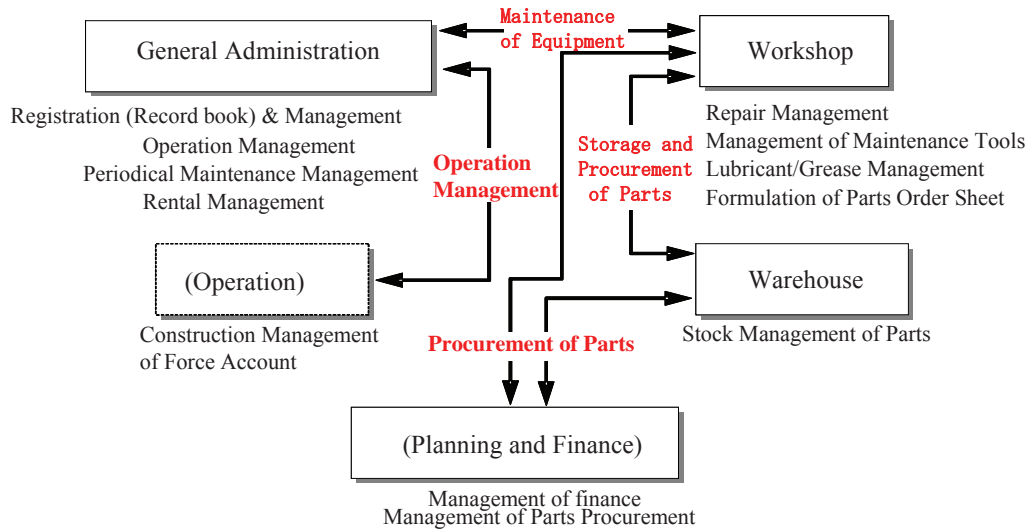 Maintenance
of Equipment
General Administration
Workshop
Registration (Record book) & Management
Operation Management
Periodical Maintenance Management
Rental Management
Operation
Management
Storage and
Procurement
of Parts
Repair Management
Management of Maintenance Tools
Lubricant/Grease Management
Formulation of Parts Order Sheet
(Operation)
Warehouse
Construction Management
of Force Account
Procurement of Parts
Stock Management of Parts
(Planning and Finance)
Management of finance
Management of Parts Procurement